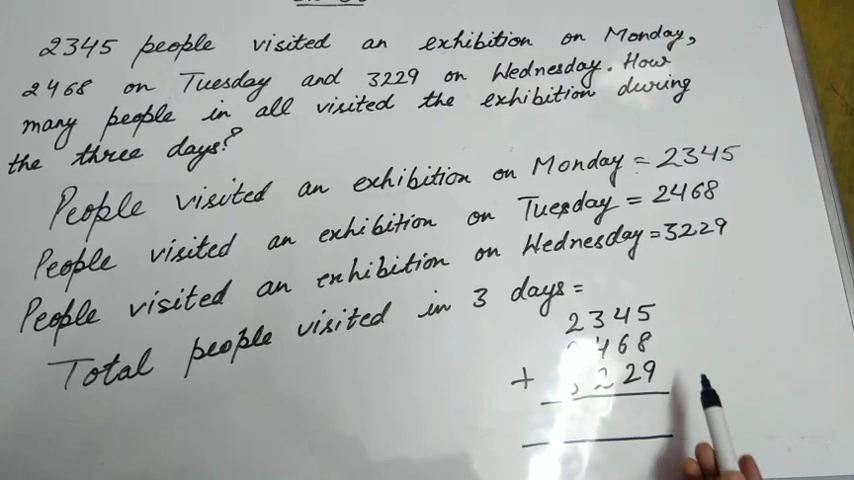 2345 people visited an exhibition on Monday,
2468 on Tuesday and 3229 on Wednesday. How
many people in all visited the exhibition during
the three days?
People visited an exhibition on Monday = 2345
People visited an exhibition on Tuesday = 2468
People visited an exhibition on Wednesday = 3229
Total people visited in 3 days =
2345
468
+ 3229